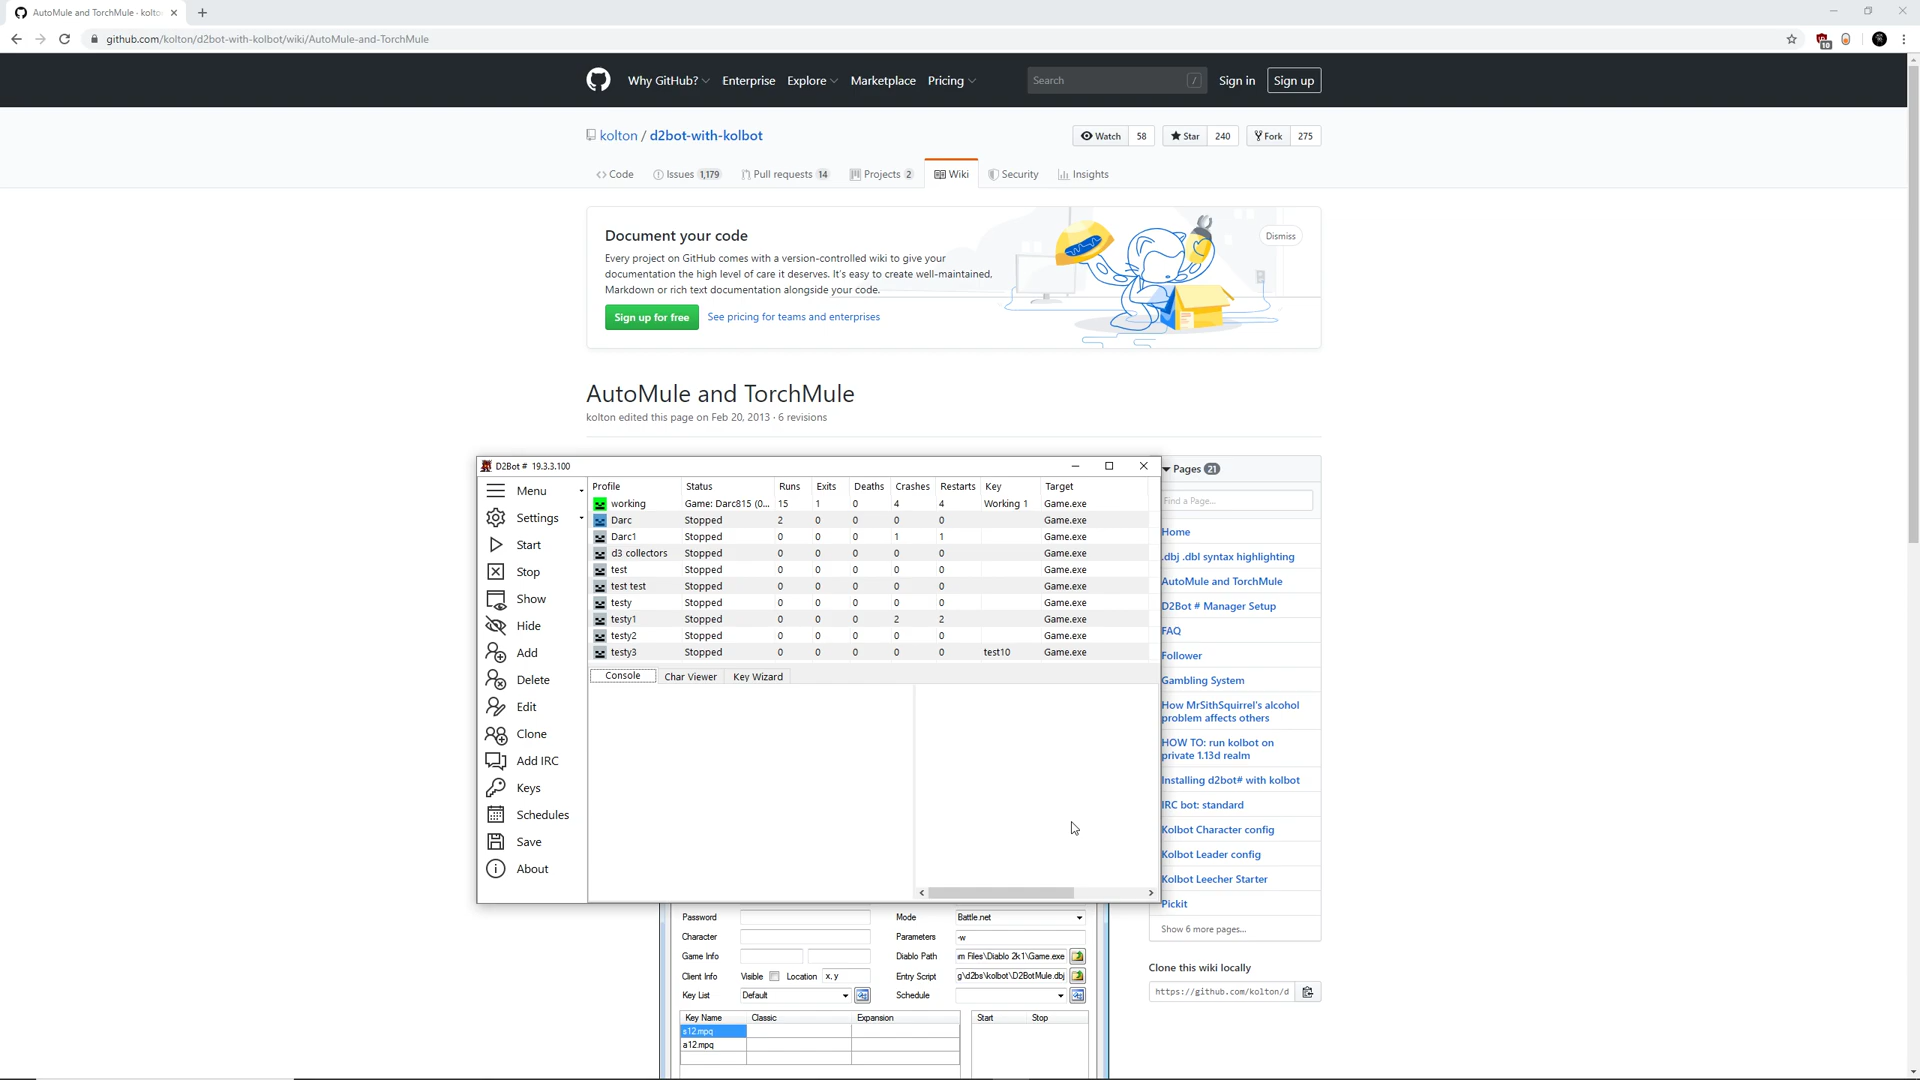 AutoMule and TorchMule · kolto
github.com/kolton/d2bot-with-kolbot/wiki/AutoMule-and-TorchMule
10
Why GitHub? Enterprise Explore Marketplace Pricing Search / Sign in Sign up
kolton / d2bot-with-kolbot
Watch 58 Star 240 Fork 275
Code Issues 1,179 Pull requests 14 Projects 2 Wiki Security Insights
Document your code
Dismiss
Every project on GitHub comes with a version-controlled wiki to give your
documentation the high level of care it deserves. It's easy to create well-maintained,
Markdown or rich text documentation alongside your code.
Sign up for free See pricing for teams and enterprises
AutoMule and TorchMule
kolton edited this page on Feb 20, 2013 · 6 revisions
D2Bot # 19.3.3.100
Menu
Settings
Start
Stop
Show
Hide
Add
Delete
Edit
Clone
Add IRC
Keys
Schedules
Save
About
Profile Status Runs Exits Deaths Crashes Restarts Key Target
working Game: Darc815 (0... 15 1 0 4 4 Working 1 Game.exe
Darc Stopped 2 0 0 0 0 Game.exe
Darc1 Stopped 0 0 0 1 1 Game.exe
d3 collectors Stopped 0 0 0 0 0 Game.exe
test Stopped 0 0 0 0 0 Game.exe
test test Stopped 0 0 0 0 0 Game.exe
testy Stopped 0 0 0 0 0 Game.exe
testy1 Stopped 0 0 0 2 2 Game.exe
testy2 Stopped 0 0 0 0 0 Game.exe
testy3 Stopped 0 0 0 0 0 test10 Game.exe
Console Char Viewer Key Wizard
Pages 21
Find a Page...
Home
.dbj .dbl syntax highlighting
AutoMule and TorchMule
D2Bot # Manager Setup
FAQ
Follower
Gambling System
How MrSithSquirrel's alcohol
problem affects others
HOW TO: run kolbot on
private 1.13d realm
Installing d2bot# with kolbot
IRC bot: standard
Kolbot Character config
Kolbot Leader config
Kolbot Leecher Starter
Pickit
Show 6 more pages...
Clone this wiki locally
https://github.com/kolton/d
Password Mode Battle.net
Character Parameters -w
Game Info Diablo Path m Files\Diablo 2k1\Game.exe
Client Info Visible Location x, y Entry Script g\d2bs\kolbot\D2BotMule.dbj
Key List Default Schedule
Key Name Classic Expansion Start Stop
s12.mpq
a12.mpq